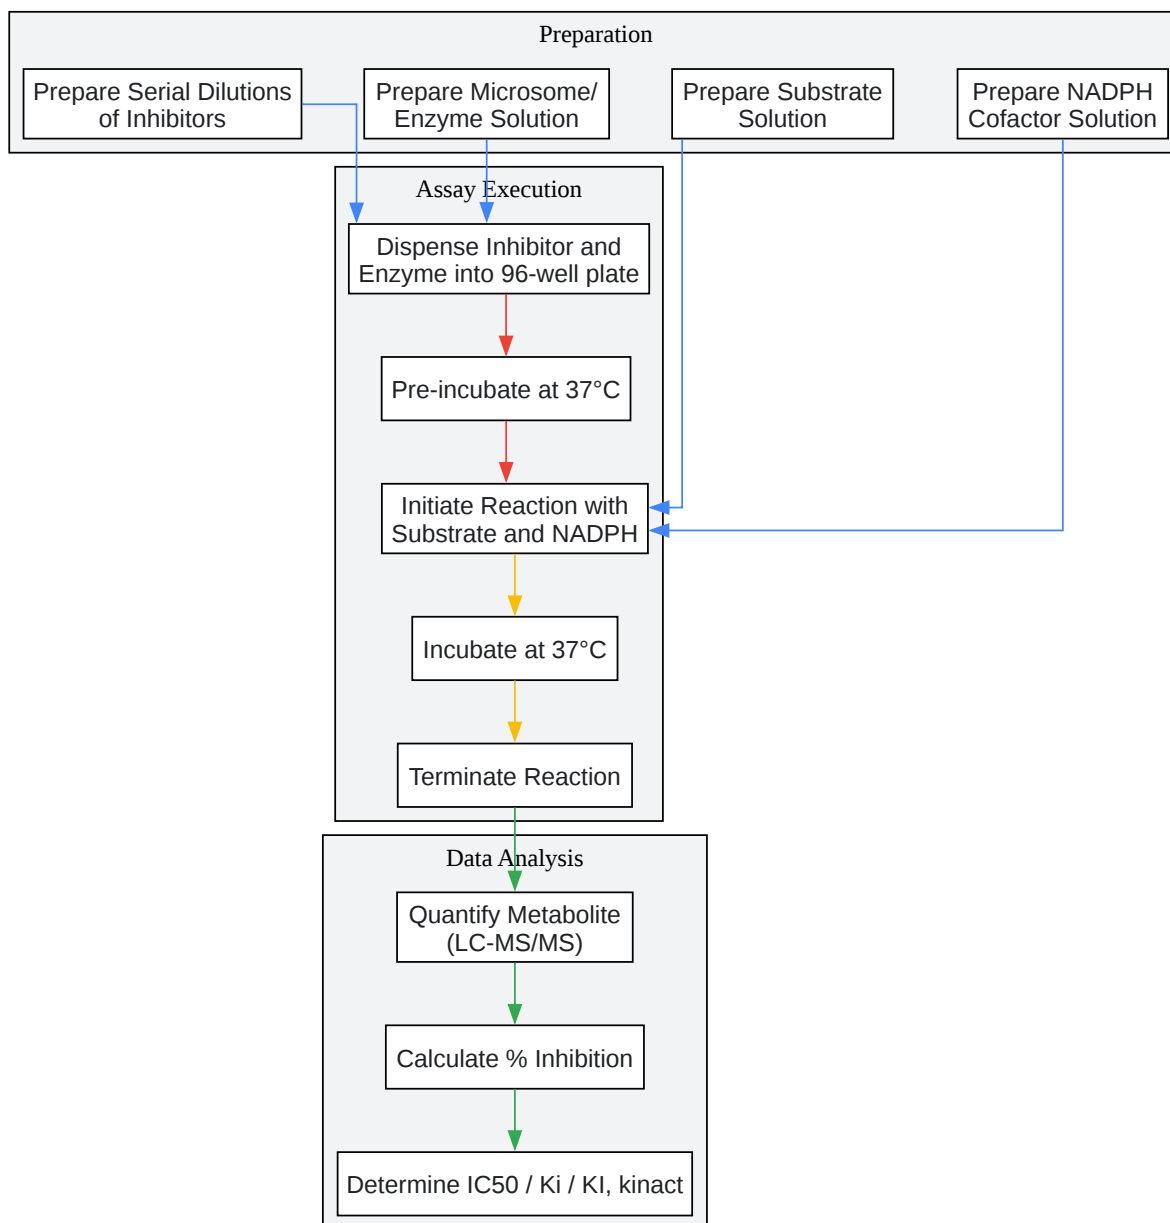 Preparation
Prepare Serial Dilutions
of Inhibitors
Prepare Microsome/
Enzyme Solution
Prepare Substrate
Solution
Prepare NADPH
Cofactor Solution
Assay Execution
Dispense Inhibitor and
Enzyme into 96-well plate
Pre-incubate at 37°C
Initiate Reaction with
Substrate and NADPH
Incubate at 37°C
Terminate Reaction
Data Analysis
Quantify Metabolite
(LC-MS/MS)
Calculate % Inhibition
Determine IC50 / Ki / KI, kinact